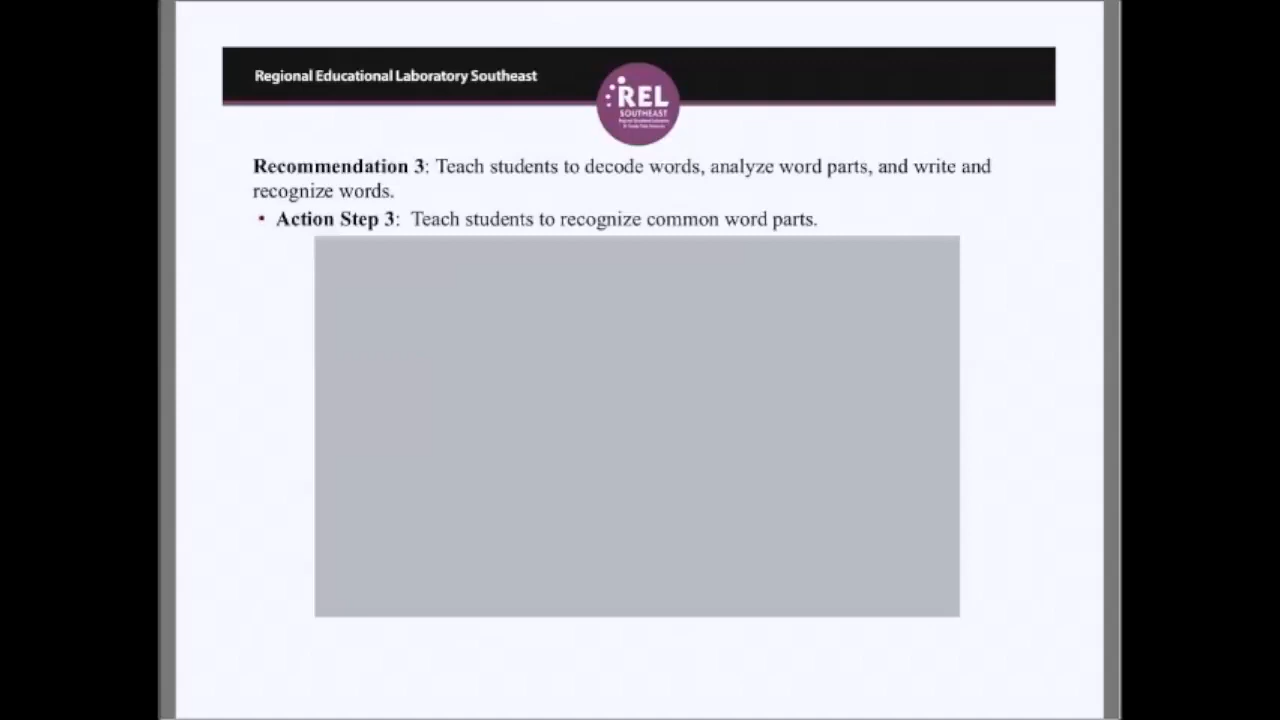 Regional Educational Laboratory Southeast
REL
SOUTHEAST
Recommendation 3: Teach students to decode words, analyze word parts, and write and
recognize words.
• Action Step 3: Teach students to recognize common word parts.